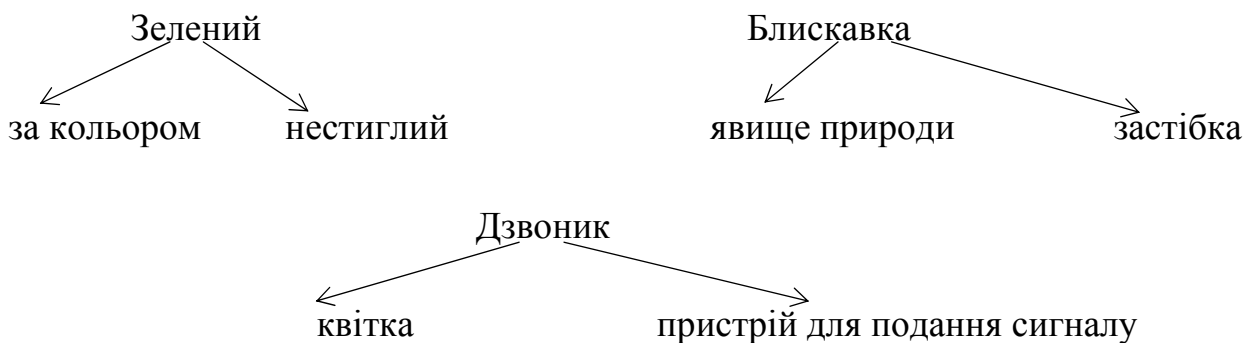 Зелений Блискавка
за кольором нестиглий явище природи застібка
Дзвоник
квітка пристрій для подання сигналу